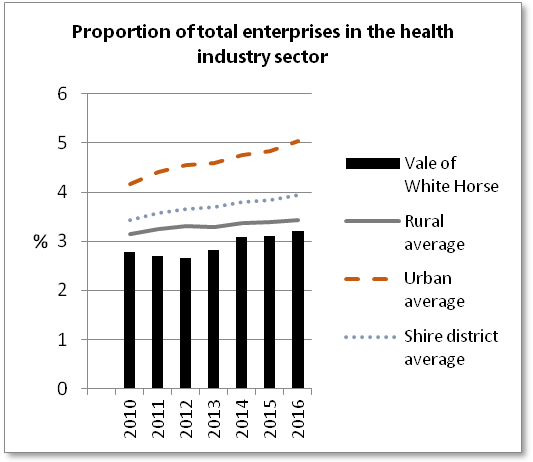 Proportion of total enterprises in the health
industry sector
6
5
4
3
2
1
0
%
2010
2011
2012
2013
2014
2015
2016
Vale of
White Horse
Rural
average
Urban
average
Shire district
average